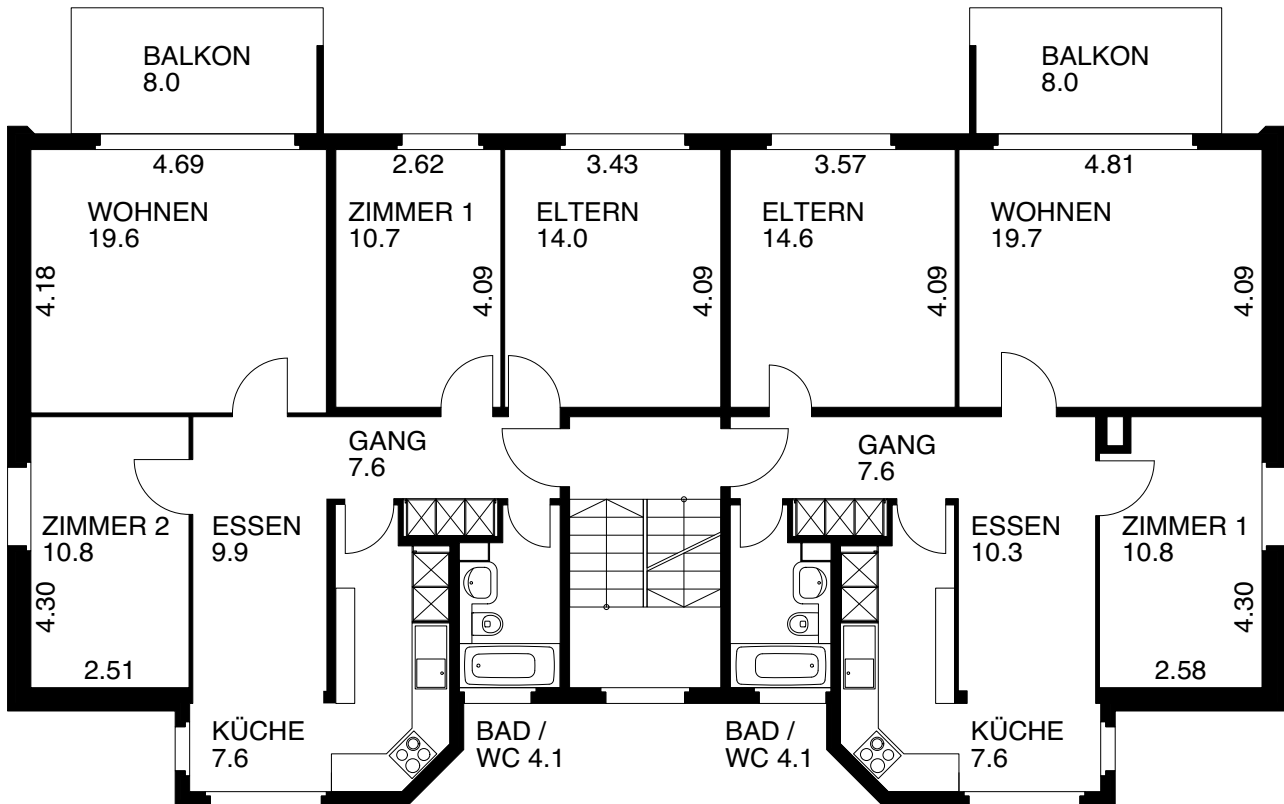 BALKON
8.0
BALKON
8.0
4.69
2.62
3.43
3.57
4.81
WOHNEN
19.6
ZIMMER 1
10.7
ELTERN
14.0
ELTERN
14.6
WOHNEN
19.7
4.18
4.09
4.09
4.09
4.09
GANG
7.6
GANG
7.6
ZIMMER 2
10.8
ESSEN
9.9
ESSEN
10.3
ZIMMER 1
10.8
4.30
4.30
2.51
2.58
KÜCHE
7.6
BAD /
WC 4.1
BAD /
WC 4.1
KÜCHE
7.6